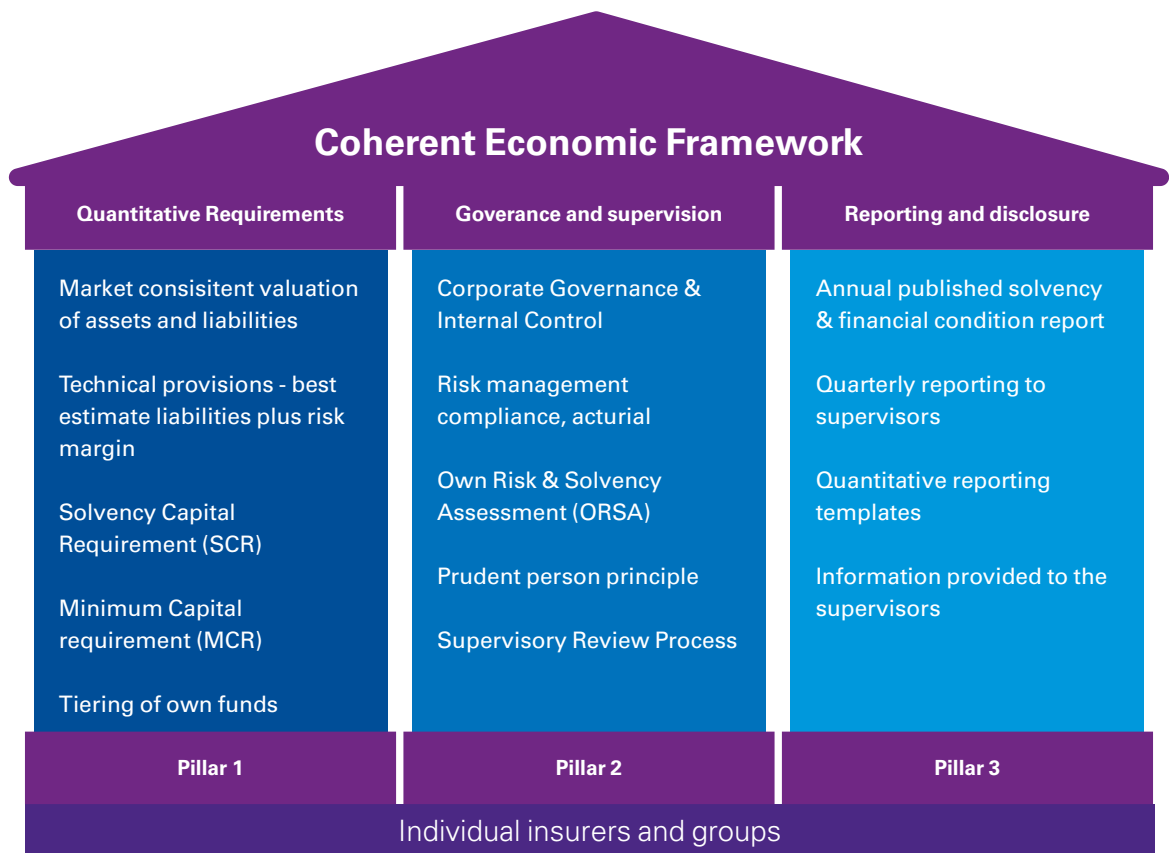 Coherent Economic Framework
Quantitative Requirements
Goverance and supervision
Reporting and disclosure
Market consisitent valuation
of assets and liabilities
Technical provisions - best
estimate liabilities plus risk
margin
Solvency Capital
Requirement (SCR)
Minimum Capital
requirement (MCR)
Tiering of own funds
Corporate Governance &
Internal Control
Risk management
compliance, acturial
Own Risk & Solvency
Assessment (ORSA)
Prudent person principle
Supervisory Review Process
Annual published solvency
& financial condition report
Quarterly reporting to
supervisors
Quantitative reporting
templates
Information provided to the
supervisors
Pillar 1
Pillar 2
Pillar 3
Individual insurers and groups